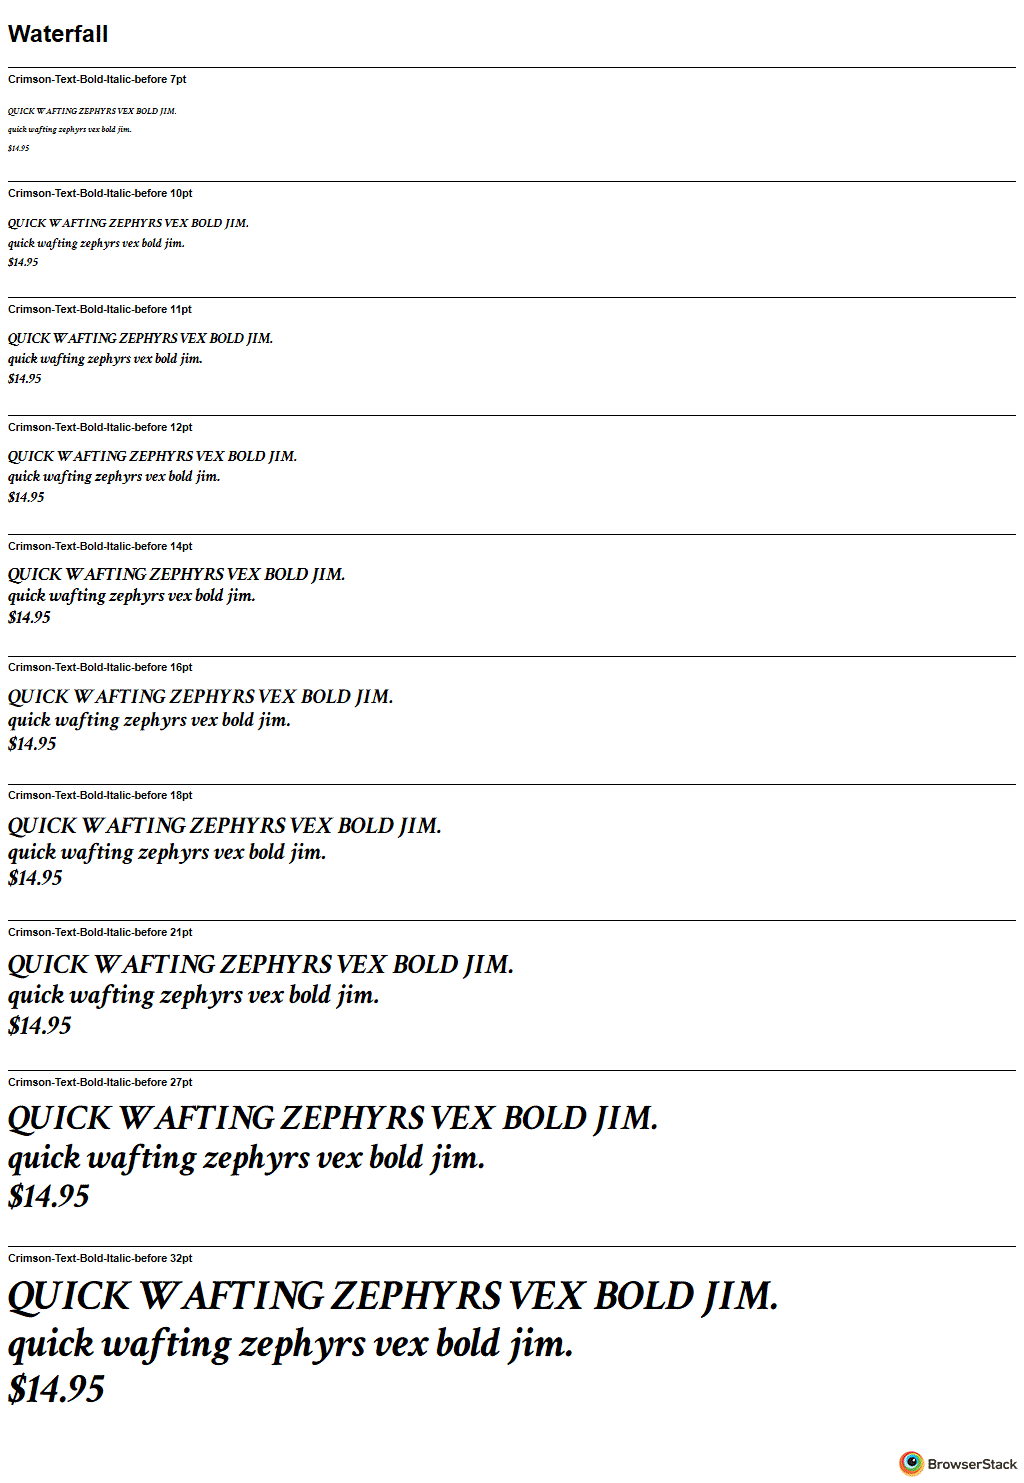 Waterfall
Crimson-Text-Bold-Italic-before 7pt
QUICK WAFTING ZEPHYRS VEX BOLD JIM.
quick wafting zephyrs vex bold jim.
$14.95
Crimson-Text-Bold-Italic-before 10pt
QUICK WAFTING ZEPHYRS VEX BOLD JIM.
quick wafting zephyrs vex bold jim.
$14.95
Crimson-Text-Bold-Italic-before 11pt
QUICK WAFTING ZEPHYRS VEX BOLD JIM.
quick wafting zephyrs vex bold jim.
$14.95
Crimson-Text-Bold-Italic-before 12pt
QUICK WAFTING ZEPHYRS VEX BOLD JIM.
quick wafting zephyrs vex bold jim.
$14.95
Crimson-Text-Bold-Italic-before 14pt
QUICK WAFTING ZEPHYRS VEX BOLD JIM.
quick wafting zephyrs vex bold jim.
$14.95
Crimson-Text-Bold-Italic-before 16pt
QUICK WAFTING ZEPHYRS VEX BOLD JIM.
quick wafting zephyrs vex bold jim.
$14.95
Crimson-Text-Bold-Italic-before 18pt
QUICK WAFTING ZEPHYRS VEX BOLD JIM.
quick wafting zephyrs vex bold jim.
$14.95
Crimson-Text-Bold-Italic-before 21pt
QUICK WAFTING ZEPHYRS VEX BOLD JIM.
quick wafting zephyrs vex bold jim.
$14.95
Crimson-Text-Bold-Italic-before 27pt
QUICK WAFTING ZEPHYRS VEX BOLD JIM.
quick wafting zephyrs vex bold jim.
$14.95
Crimson-Text-Bold-Italic-before 32pt
QUICK WAFTING ZEPHYRS VEX BOLD JIM.
quick wafting zephyrs vex bold jim.
$14.95
BrowserStack